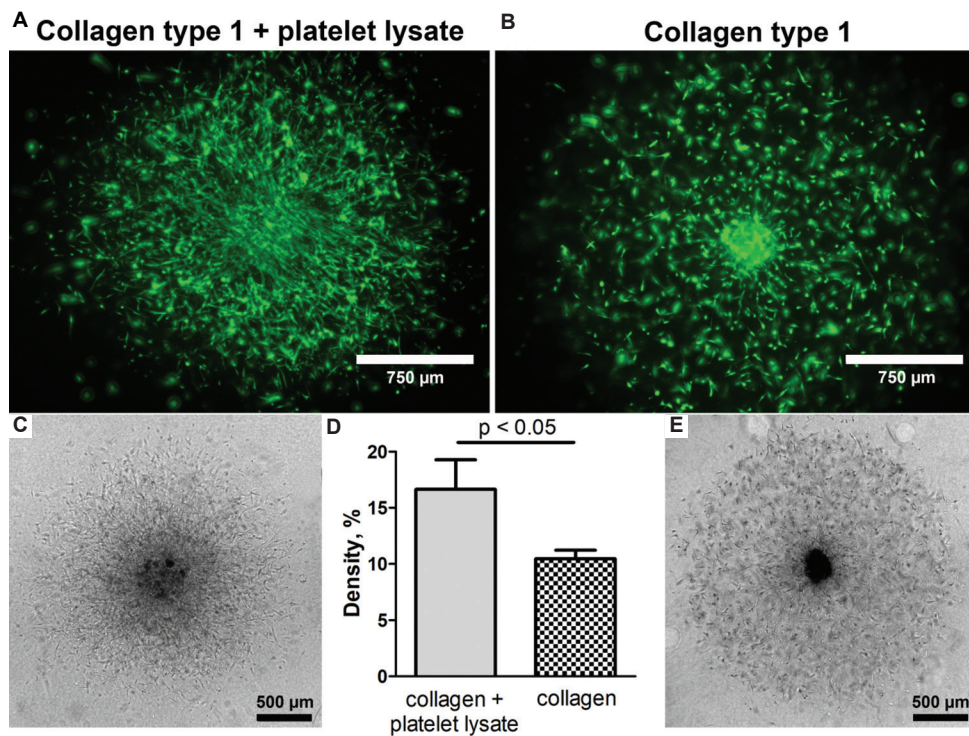 A Collagen type 1 + platelet lysate
B Collagen type 1
750 µm
750 µm
C
D
p < 0.05
20
15
10
5
0
Density, %
collagen +
platelet lysate
collagen
500 µm
E
500 µm